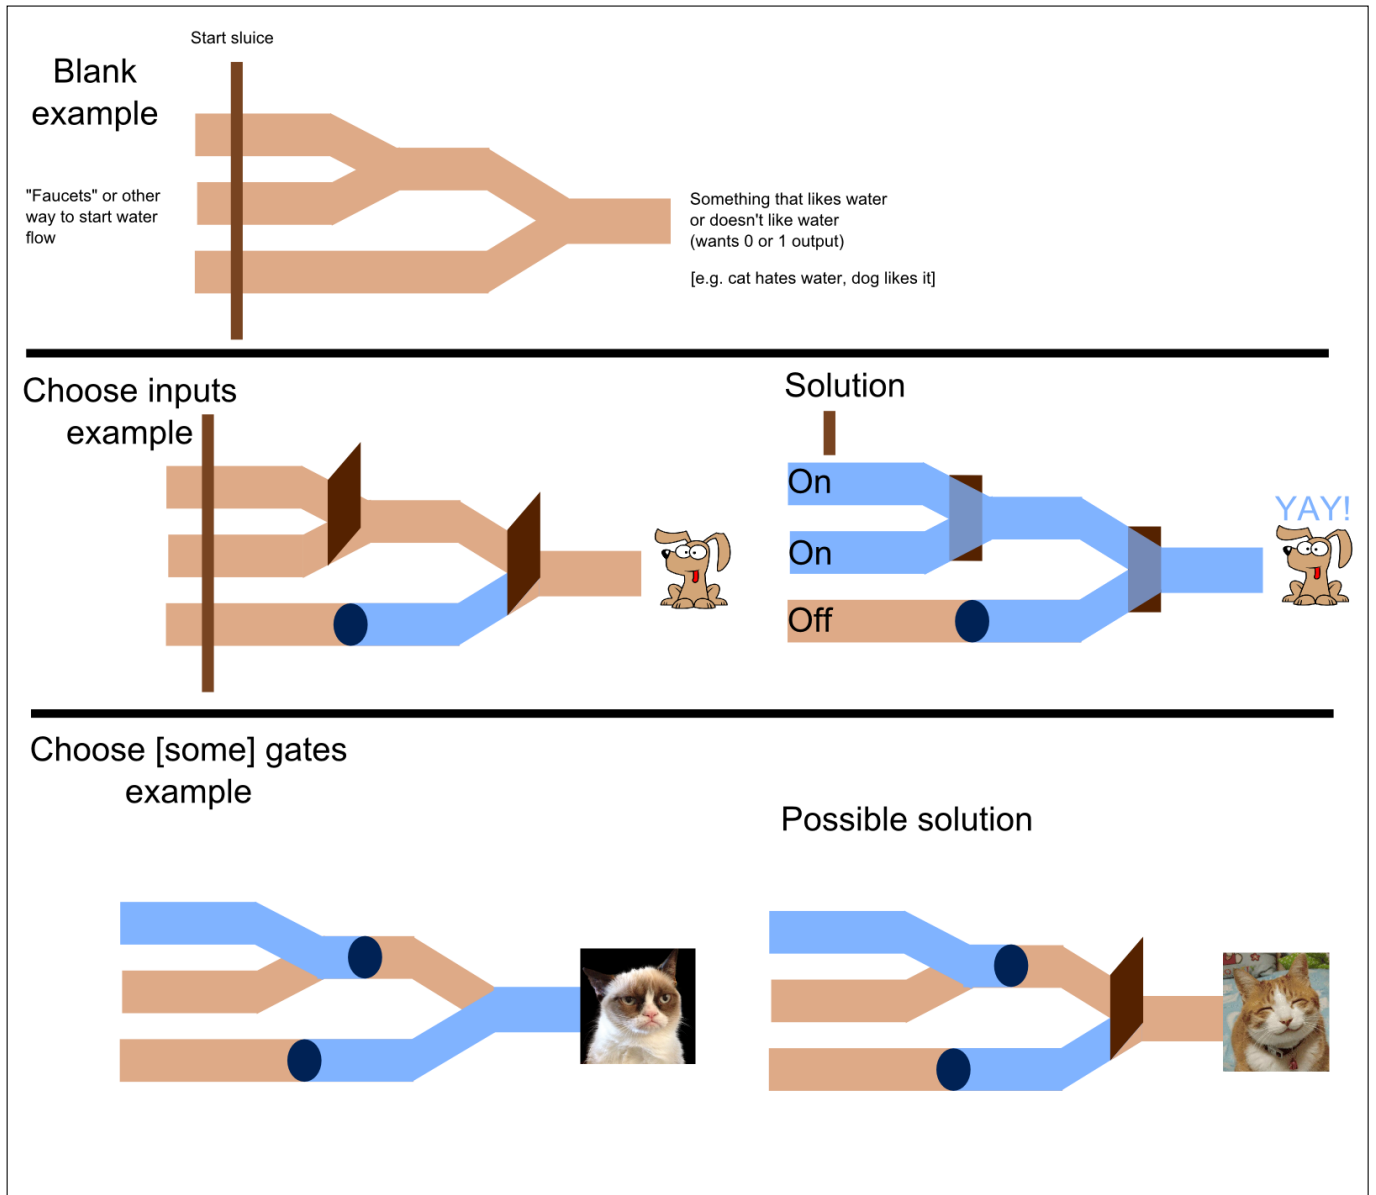 Start sluice
Blank
example
"Faucets" or other
way to start water
flow
Something that likes water
or doesn't like water
(wants 0 or 1 output)
[e.g. cat hates water, dog likes it]
Choose inputs
example
Solution
On
On
Off
YAY!
Choose [some] gates
example
Possible solution